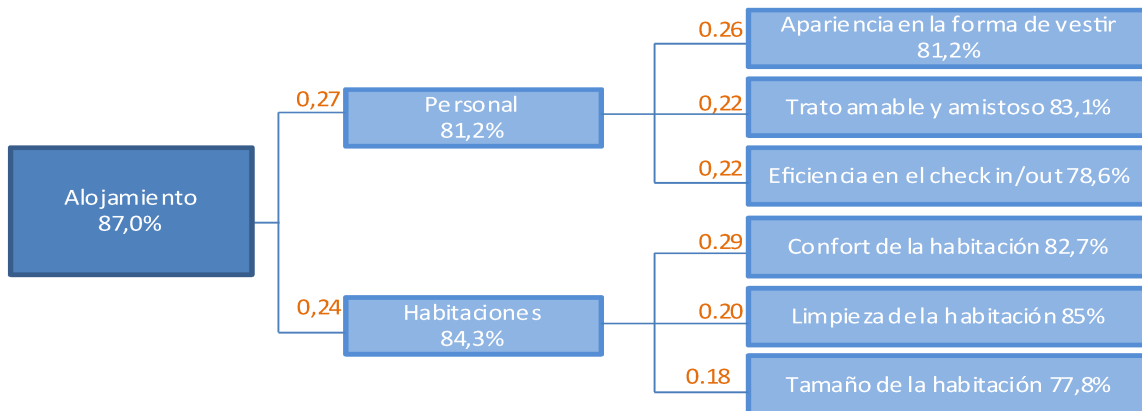 Alojamiento
87,0%
0,27
Personal
81,2%
0.26
Apariencia en la forma de vestir
81,2%
0,22
Trato amable y amistoso 83,1%
0,22
Eficiencia en el check in/out 78,6%
0,24
Habitaciones
84,3%
0.29
Confort de la habitación 82,7%
0.20
Limpieza de la habitación 85%
0.18
Tamaño de la habitación 77,8%